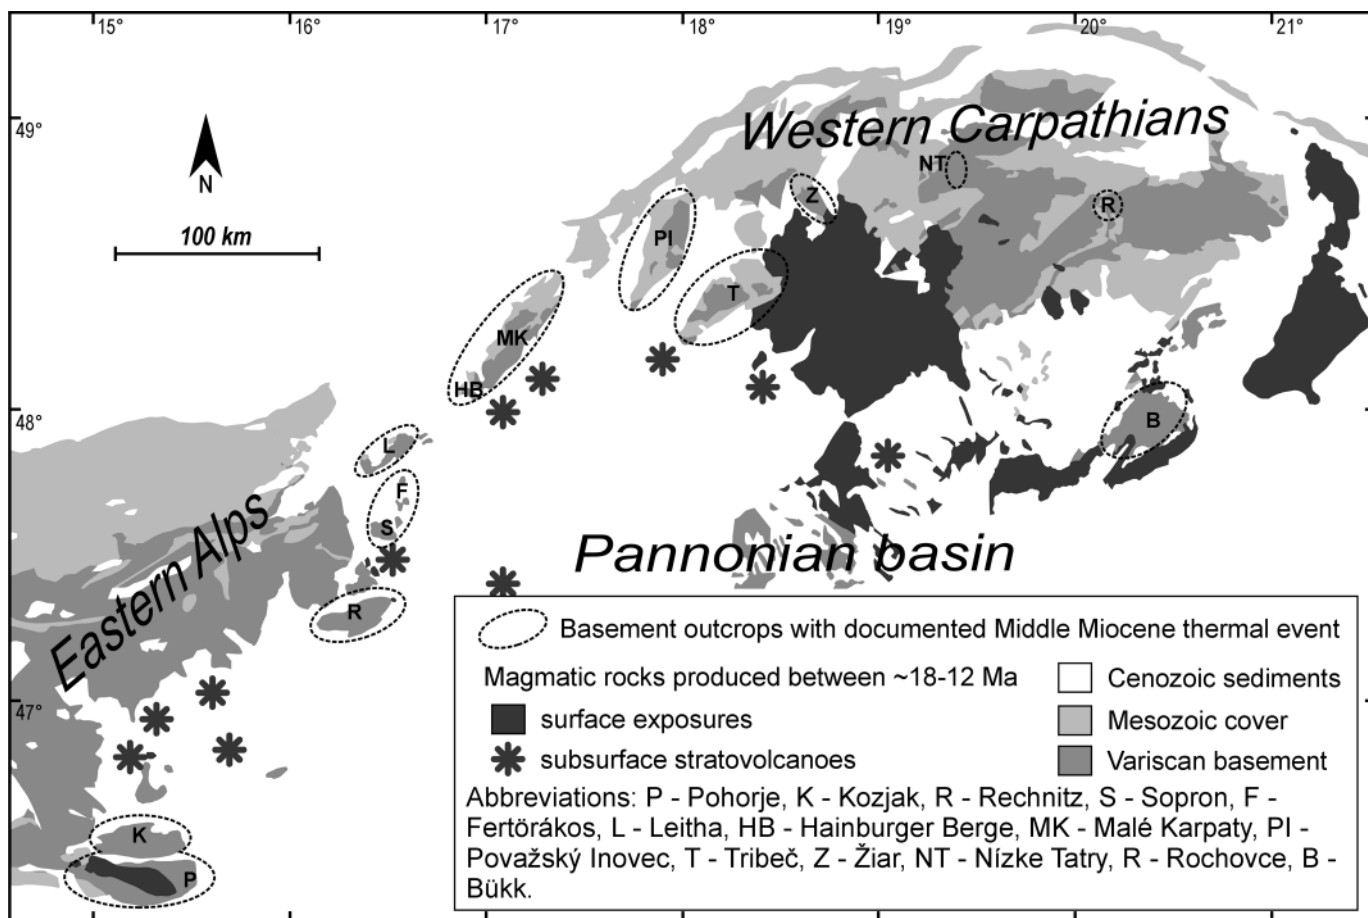 15° 16° 17° 18° 19° 20° 21°
49°
48°
47°
N
100 km
Western Carpathians
NT
Z
R
PI
T
MK
HB
B
L
F
S
R
Eastern Alps
Pannonian basin
K
P
Basement outcrops with documented Middle Miocene thermal event
Magmatic rocks produced between ~18-12 Ma
surface exposures
subsurface stratovolcanoes
Cenozoic sediments
Mesozoic cover
Variscan basement
Abbreviations: P - Pohorje, K - Kozjak, R - Rechnitz, S - Sopron, F -
Fertörákos, L - Leitha, HB - Hainburger Berge, MK - Malé Karpaty, PI -
Považský Inovec, T - Tribeč, Z - Žiar, NT - Nízke Tatry, R - Rochovce, B -
Bükk.